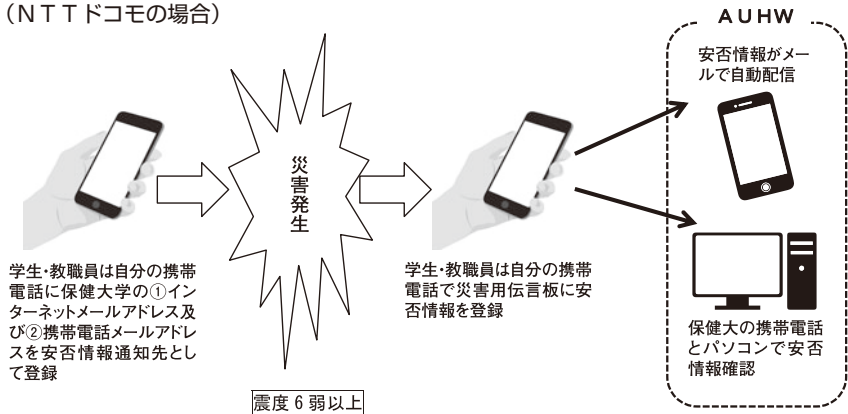 （ＮＴＴドコモの場合）
学生・教職員は自分の携帯
電話に保健大学の①イン
ターネットメールアドレス及
び②携帯電話メールアドレ
スを安否情報通知先とし
て登録
災害発生
震度６弱以上
学生・教職員は自分の携帯
電話で災害用伝言板に安
否情報を登録
ＡＵＨＷ
安否情報がメー
ルで自動配信
保健大の携帯電話
とパソコンで安否
情報確認